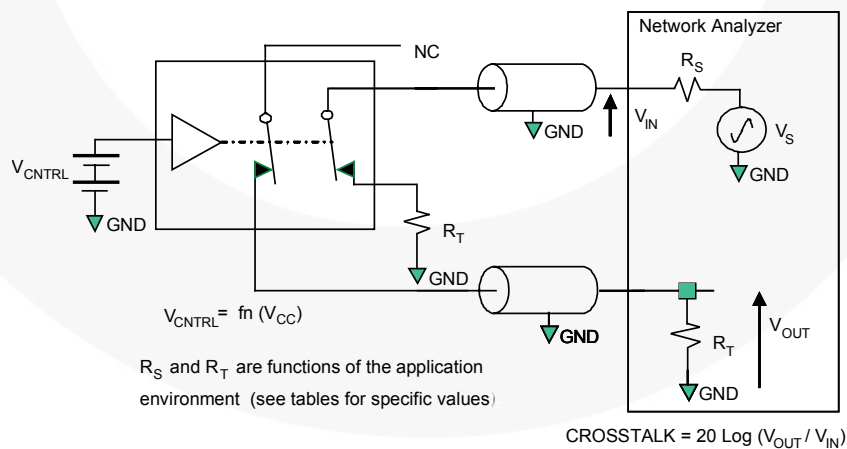 Network Analyzer
NC
R_S
V_IN
V_S
GND
GND
V_CNTRL
GND
R_T
GND
V_CNTRL = fn (V_CC)
GND
R_T
V_OUT
GND
R_S and R_T are functions of the application
environment (see tables for specific values)
CROSSTALK = 20 Log (V_OUT / V_IN)